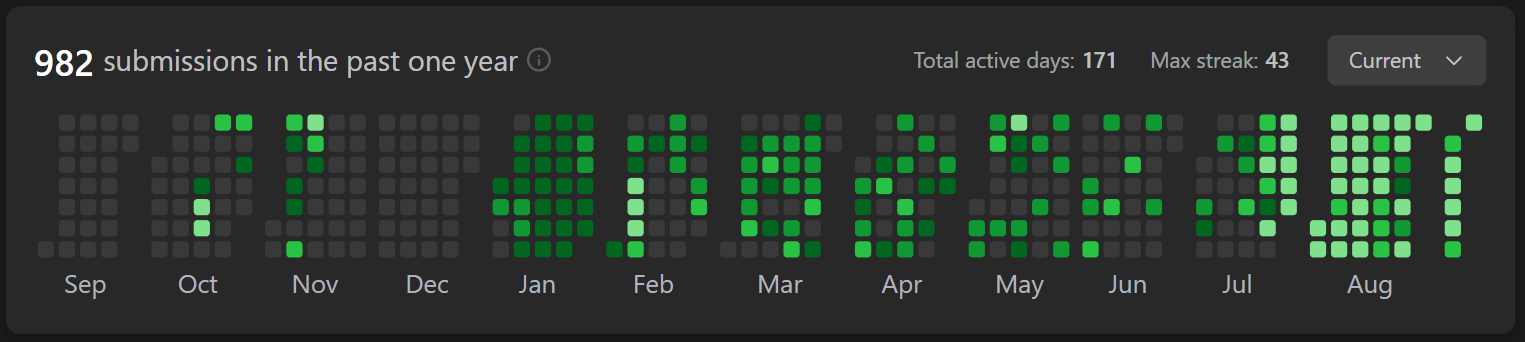 982 submissions in the past one year
Total active days: 171 Max streak: 43 Current
Sep Oct Nov Dec Jan Feb Mar Apr May Jun Jul Aug